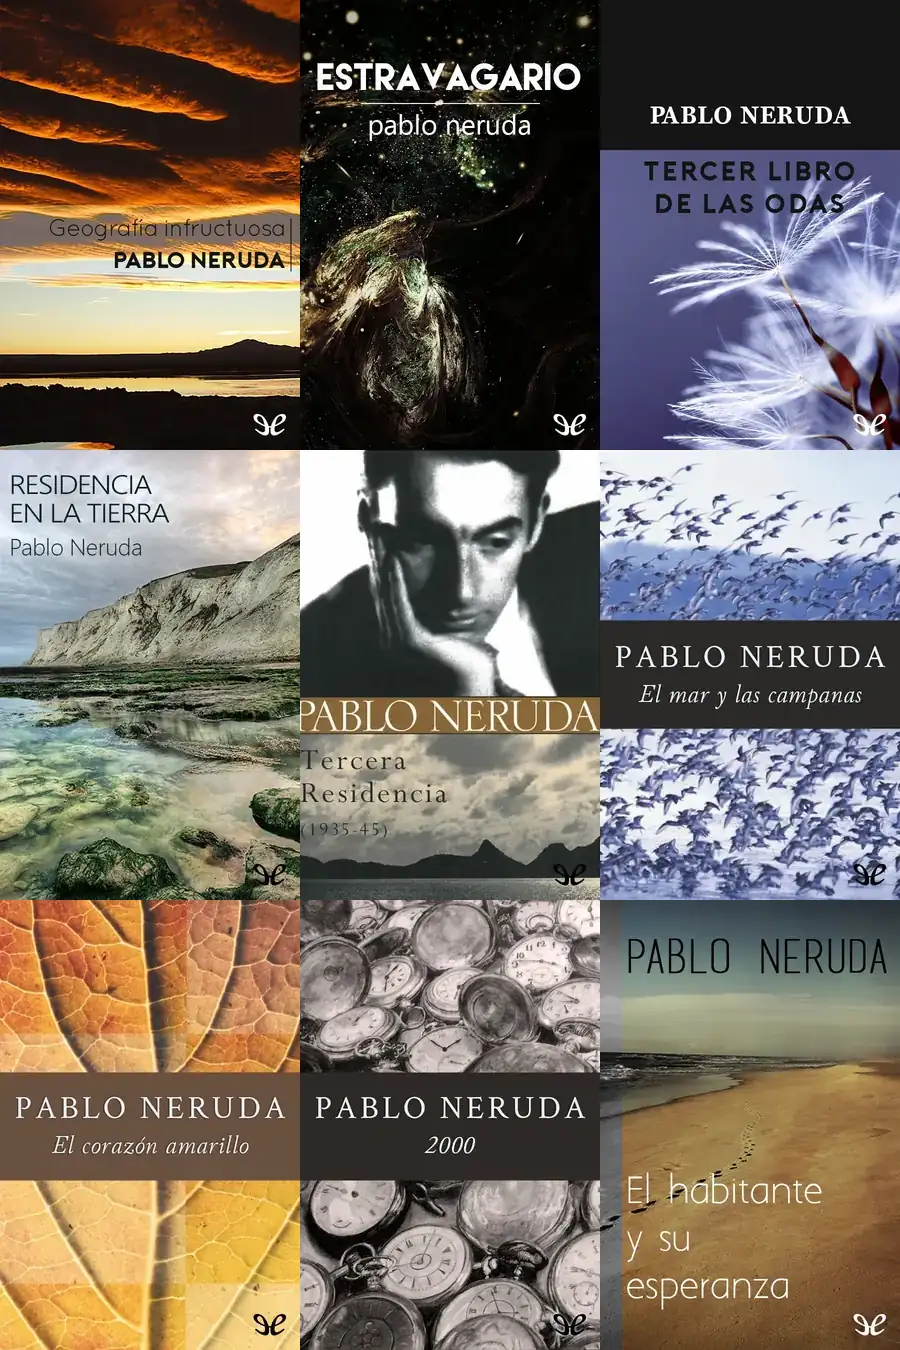 Geografía infructuosa
PABLO NERUDA
ESTRAVAGARIO
pablo neruda
PABLO NERUDA
TERCER LIBRO
DE LAS ODAS
RESIDENCIA
EN LA TIERRA
Pablo Neruda
PABLO NERUDA
Tercera
Residencia
(1935-45)
PABLO NERUDA
El mar y las campanas
PABLO NERUDA
El corazón amarillo
PABLO NERUDA
2000
PABLO NERUDA
El habitante
y su
esperanza